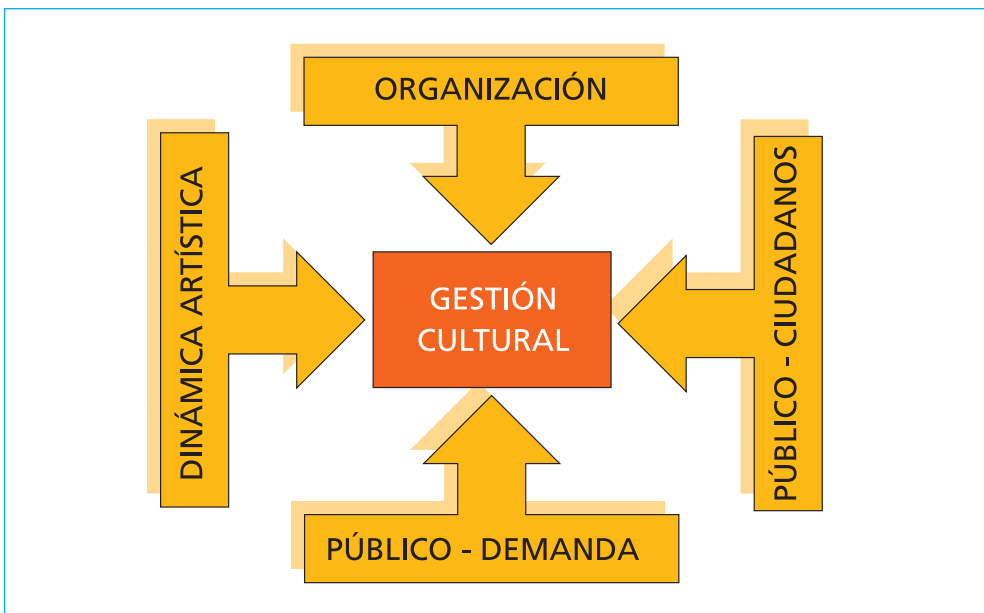 ORGANIZACIÓN
DINÁMICA ARTÍSTICA
GESTIÓN
CULTURAL
PÚBLICO - CIUDADANOS
PÚBLICO - DEMANDA